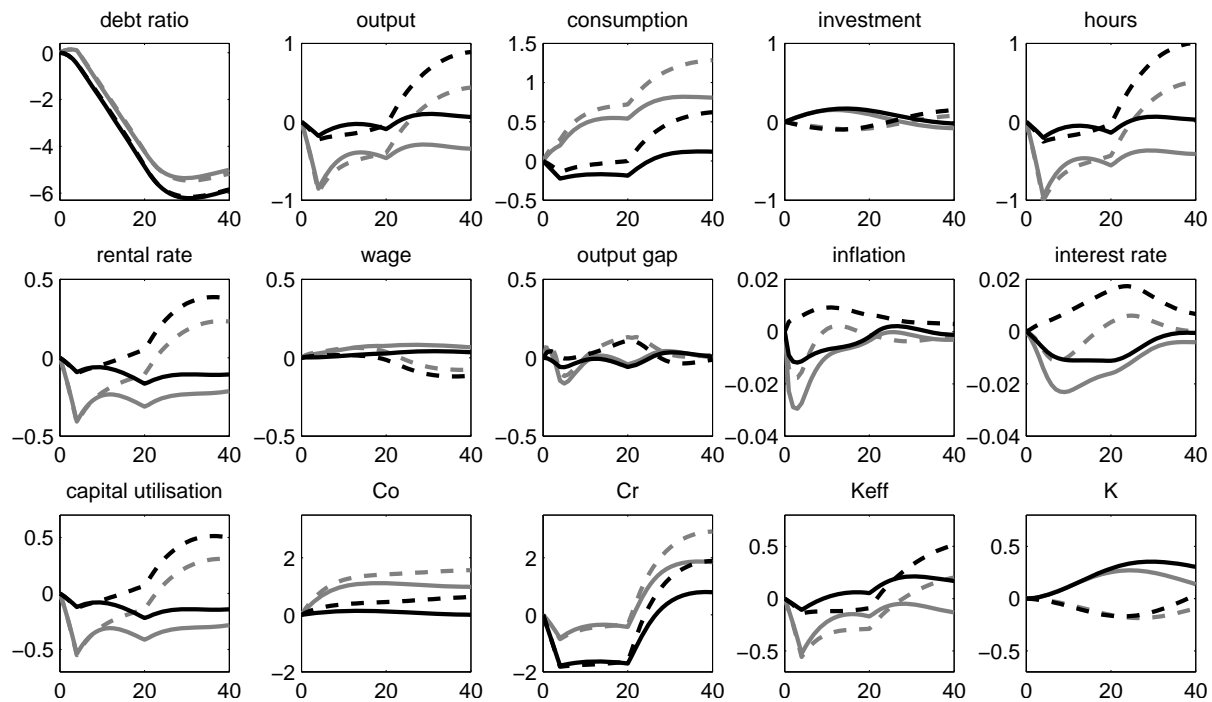 debt ratio output consumption investment hours
0 −2 −4 −6 0 20 40
1 0 −1 0 20 40
1.5 1 0.5 0 −0.5 0 20 40
1 0 −1 0 20 40
1 0 −1 0 20 40
rental rate wage output gap inflation interest rate
0.5 0 −0.5 0 20 40
0.5 0 −0.5 0 20 40
0.5 0 −0.5 0 20 40
0.02 0 −0.02 −0.04 0 20 40
0.02 0 −0.02 −0.04 0 20 40
capital utilisation Co Cr Keff K
0.5 0 −0.5 0 20 40
2 0 −2 0 20 40
2 0 −2 0 20 40
0.5 0 −0.5 0 20 40
0.5 0 −0.5 0 20 40